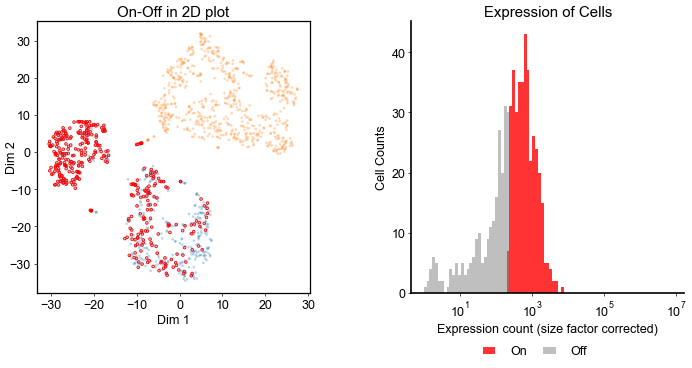 On-Off in 2D plot
Dim 2
30
20
10
0
−10
−20
−30
−30 −20 −10 0 10 20 30
Dim 1
Expression of Cells
Cell Counts
40
30
20
10
0
10^1 10^3 10^5 10^7
Expression count (size factor corrected)
On Off